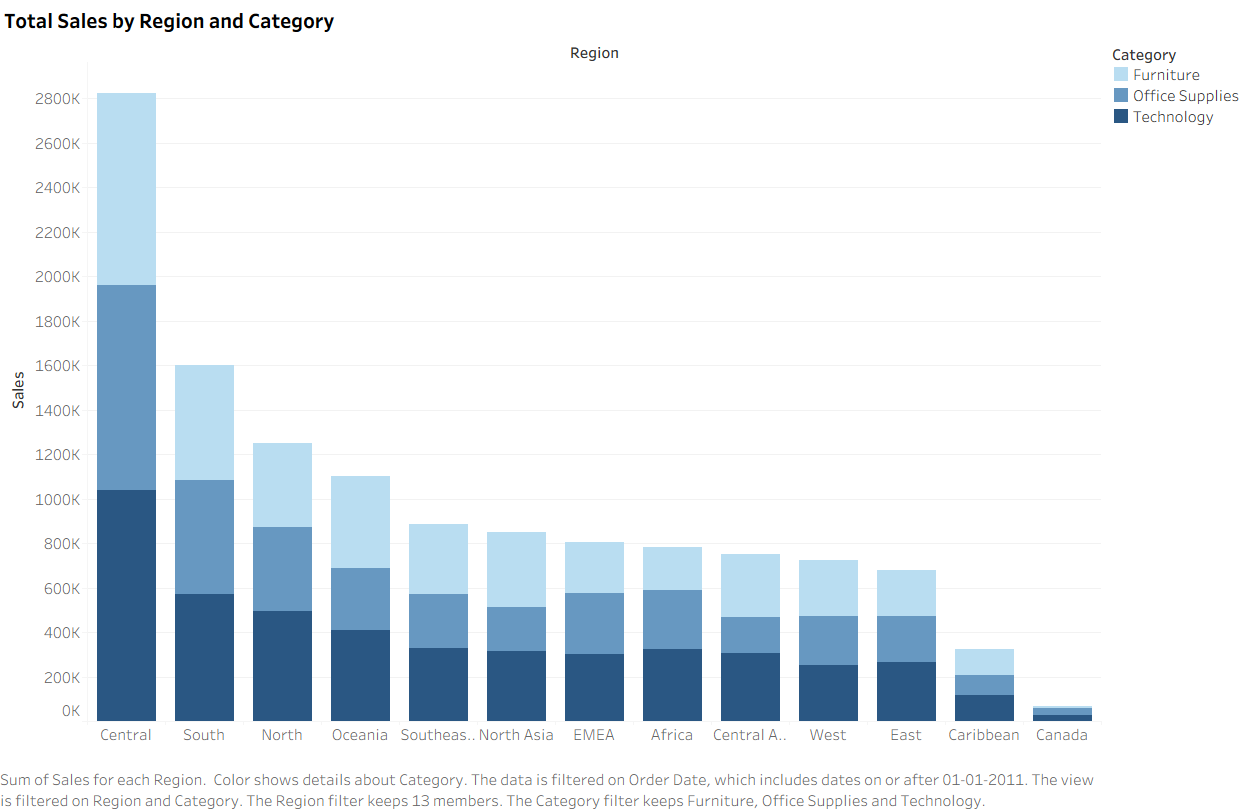 Total Sales by Region and Category
Region
Category
Furniture
Office Supplies
Technology
2800K
2600K
2400K
2200K
2000K
1800K
1600K
1400K
1200K
1000K
800K
600K
400K
200K
0K
Sales
Central South North Oceania Southeas.. North Asia EMEA Africa Central A.. West East Caribbean Canada
Sum of Sales for each Region. Color shows details about Category. The data is filtered on Order Date, which includes dates on or after 01-01-2011. The view
is filtered on Region and Category. The Region filter keeps 13 members. The Category filter keeps Furniture, Office Supplies and Technology.